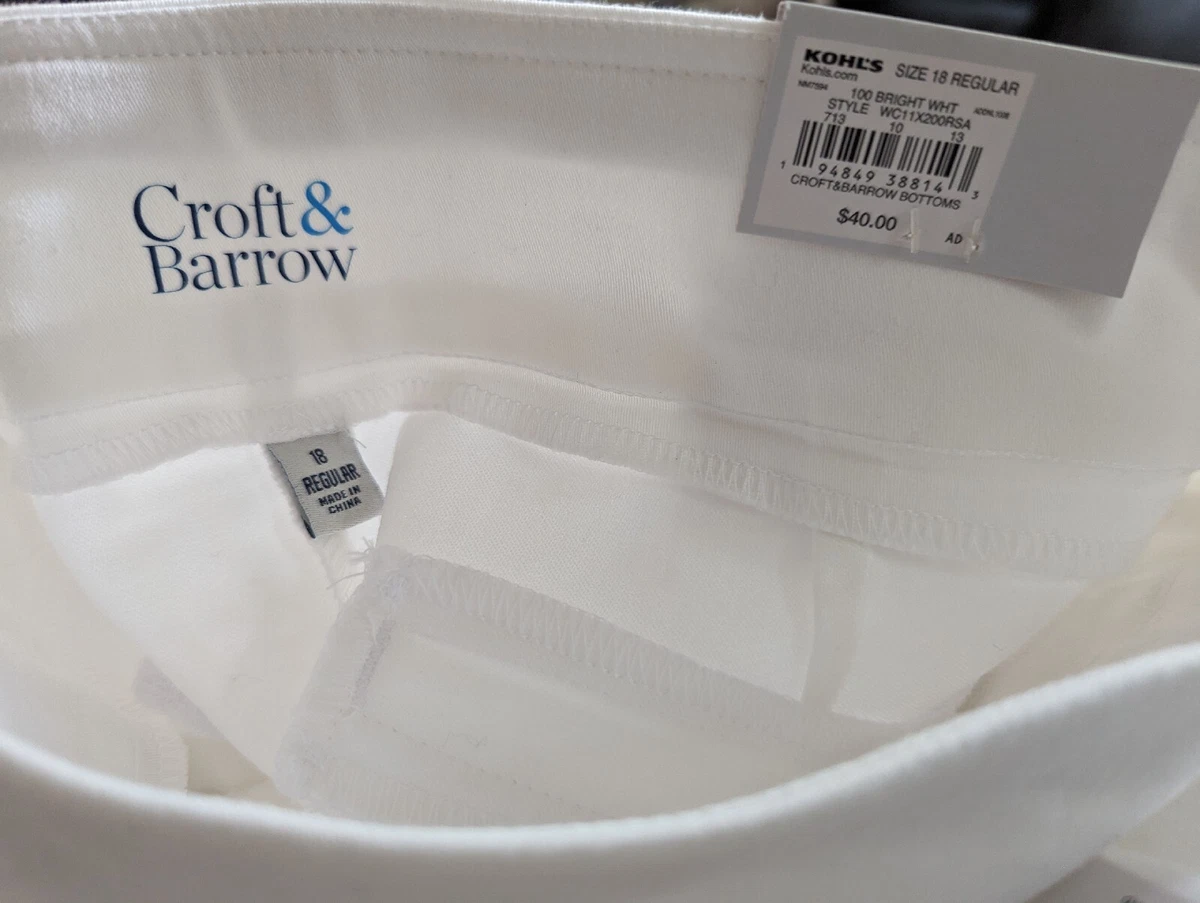 Croft&
Barrow
KOHL'S SIZE 18 REGULAR
Kohls.com
NM7594
100 BRIGHT WHT
STYLE WC11X200RSA
713 10 13
1 94849 38814 3
CROFT&BARROW BOTTOMS
$40.00
AD
18
REGULAR
MADE IN
CHINA